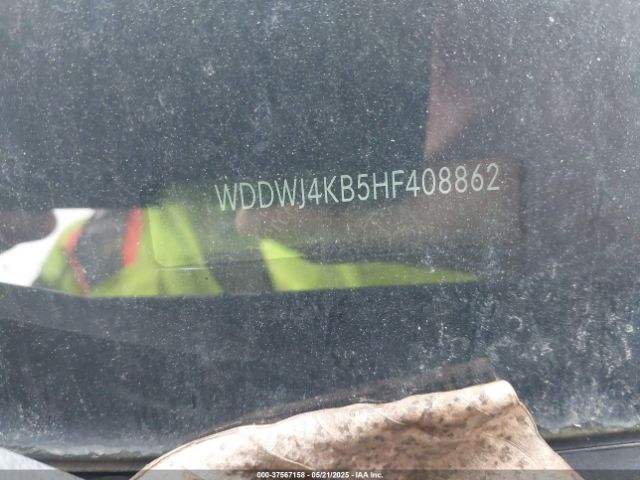 WDDWJ4KB5HF408862
000-37567158 - 05/21/2025 - IAA Inc.